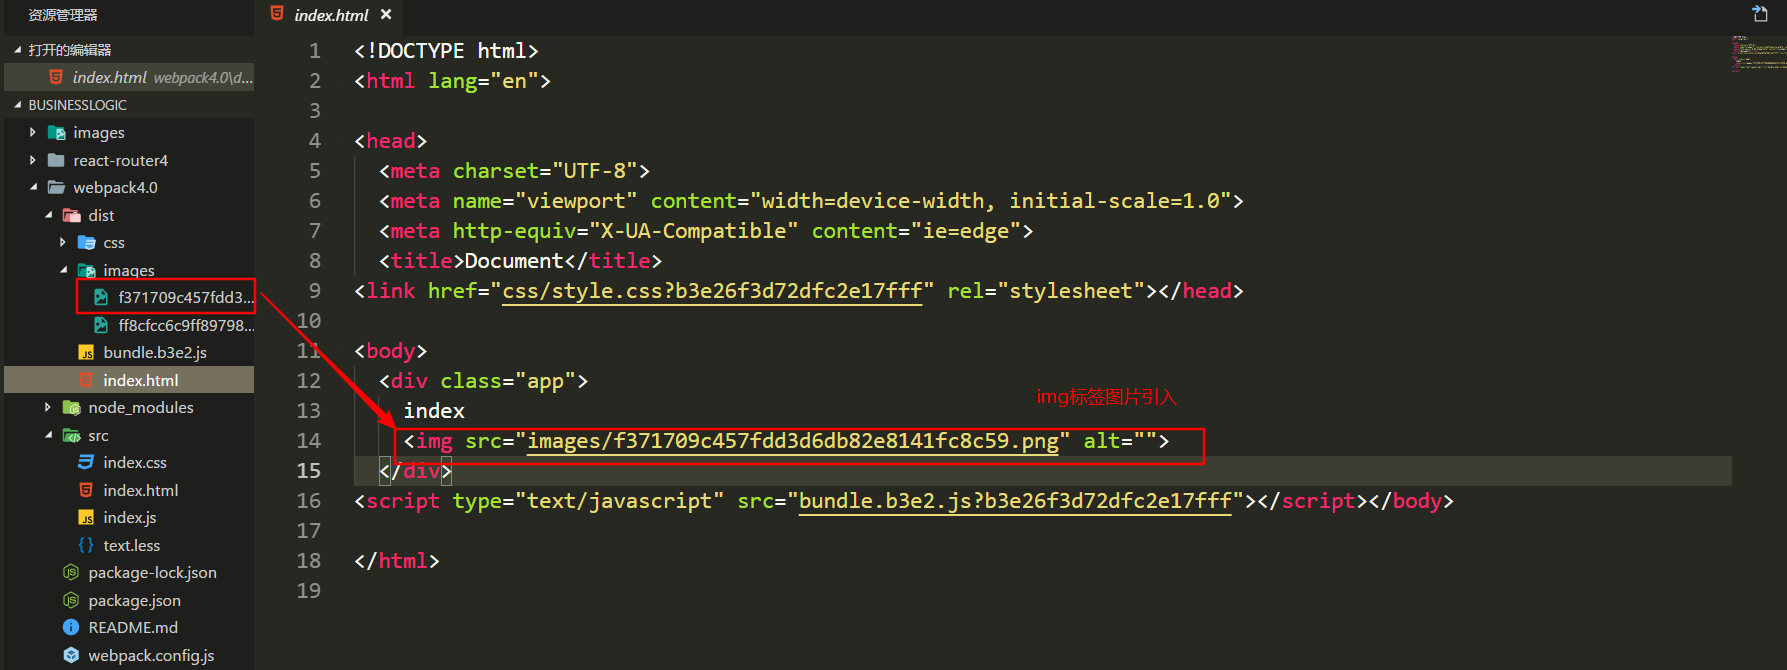 资源管理器
打开的编辑器
index.html webpack4.0\d...
BUSINESSLOGIC
images
react-router4
webpack4.0
dist
css
images
f371709c457fdd3...
ff8cfcc6c9ff89798...
bundle.b3e2.js
index.html
node_modules
src
index.css
index.html
index.js
text.less
package-lock.json
package.json
README.md
webpack.config.js
index.html ×
1 <!DOCTYPE html>
2 <html lang="en">
3
4 <head>
5 <meta charset="UTF-8">
6 <meta name="viewport" content="width=device-width, initial-scale=1.0">
7 <meta http-equiv="X-UA-Compatible" content="ie=edge">
8 <title>Document</title>
9 <link href="css/style.css?b3e26f3d72dfc2e17fff" rel="stylesheet"></head>
10
11 <body>
12 <div class="app">
img标签图片引入
13 index
14 <img src="images/f371709c457fdd3d6db82e8141fc8c59.png" alt="">
15 </div>
16 <script type="text/javascript" src="bundle.b3e2.js?b3e26f3d72dfc2e17fff"></script></body>
17
18 </html>
19